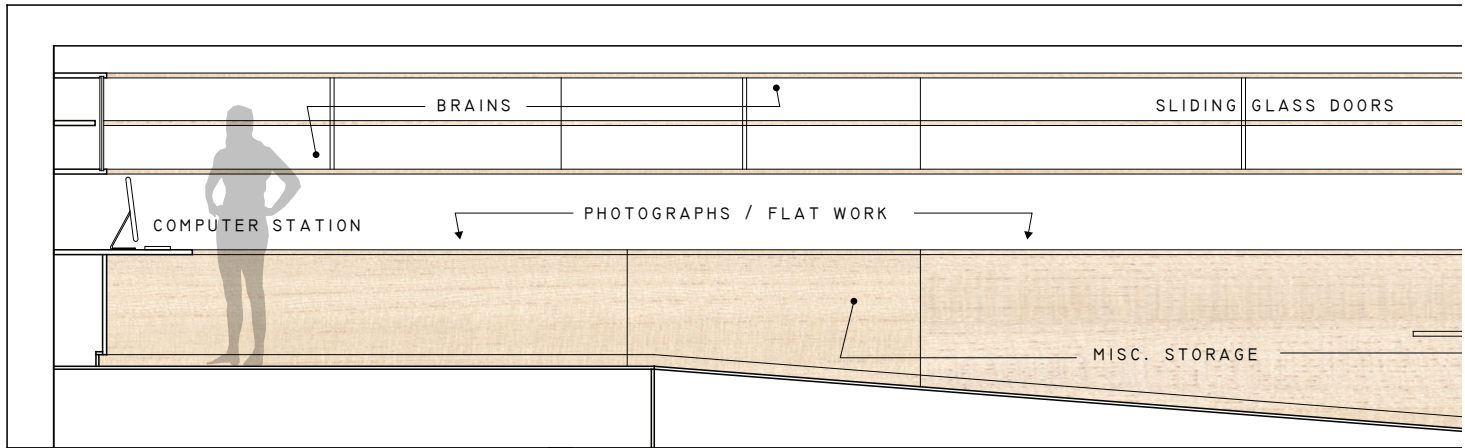 BRAINS
SLIDING GLASS DOORS
COMPUTER STATION
PHOTOGRAPHS / FLAT WORK
MISC. STORAGE